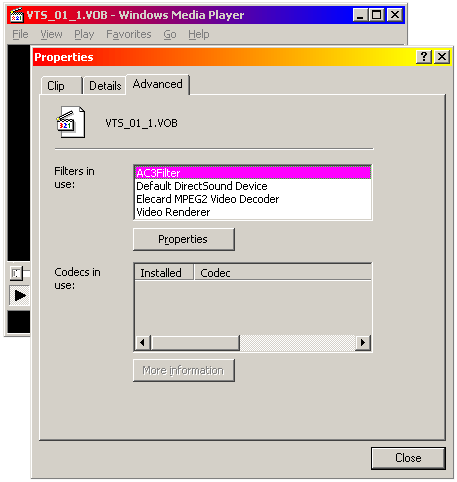 VTS_01_1.VOB - Windows Media Player
File View Play Favorites Go Help
Properties
Clip Details Advanced
321
VTS_01_1.VOB
Filters in
use:
AC3Filter
Default DirectSound Device
Elecard MPEG2 Video Decoder
Video Renderer
Properties
Codecs in
use:
Installed Codec
More information
Close